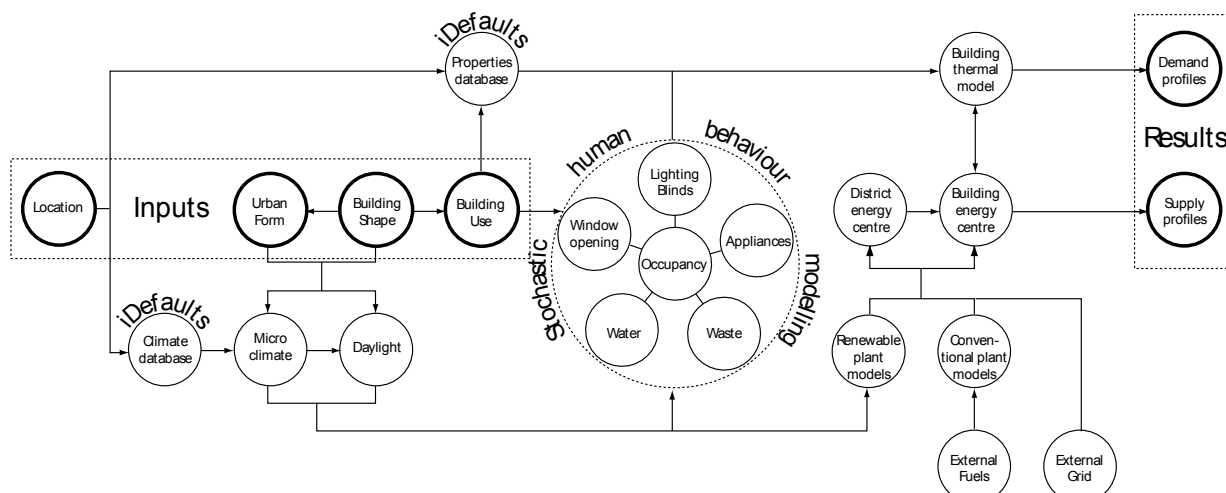 iDefaults
Properties
database
Building
thermal
model
Demand
profiles
Results
human
behaviour
Lighting
Blinds
Location
Inputs
Urban
Form
Building
Shape
Building
Use
Window
opening
Occupancy
Appliances
District
energy
centre
Building
energy
centre
Supply
profiles
Stochastic
modelling
iDefaults
Climate
database
Micro
climate
Daylight
Water
Waste
Renewable
plant
models
Conven-
tional plant
models
External
Fuels
External
Grid